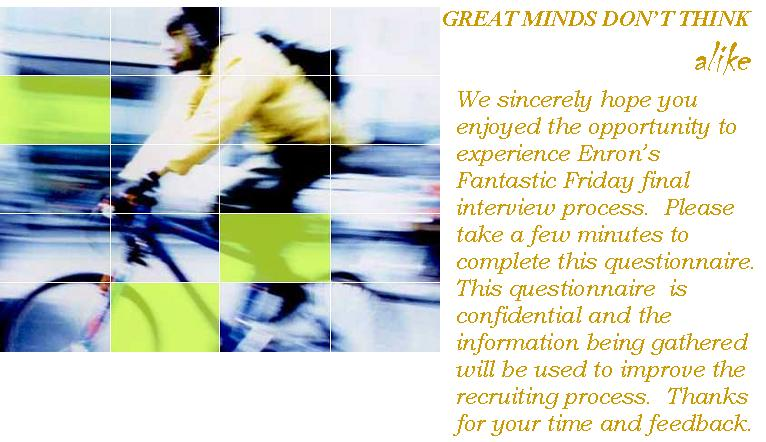 GREAT MINDS DON'T THINK
alike
We sincerely hope you
enjoyed the opportunity to
experience Enron's
Fantastic Friday final
interview process.  Please
take a few minutes to
complete this questionnaire.
This questionnaire  is
confidential and the
information being gathered
will be used to improve the
recruiting process.  Thanks
for your time and feedback.